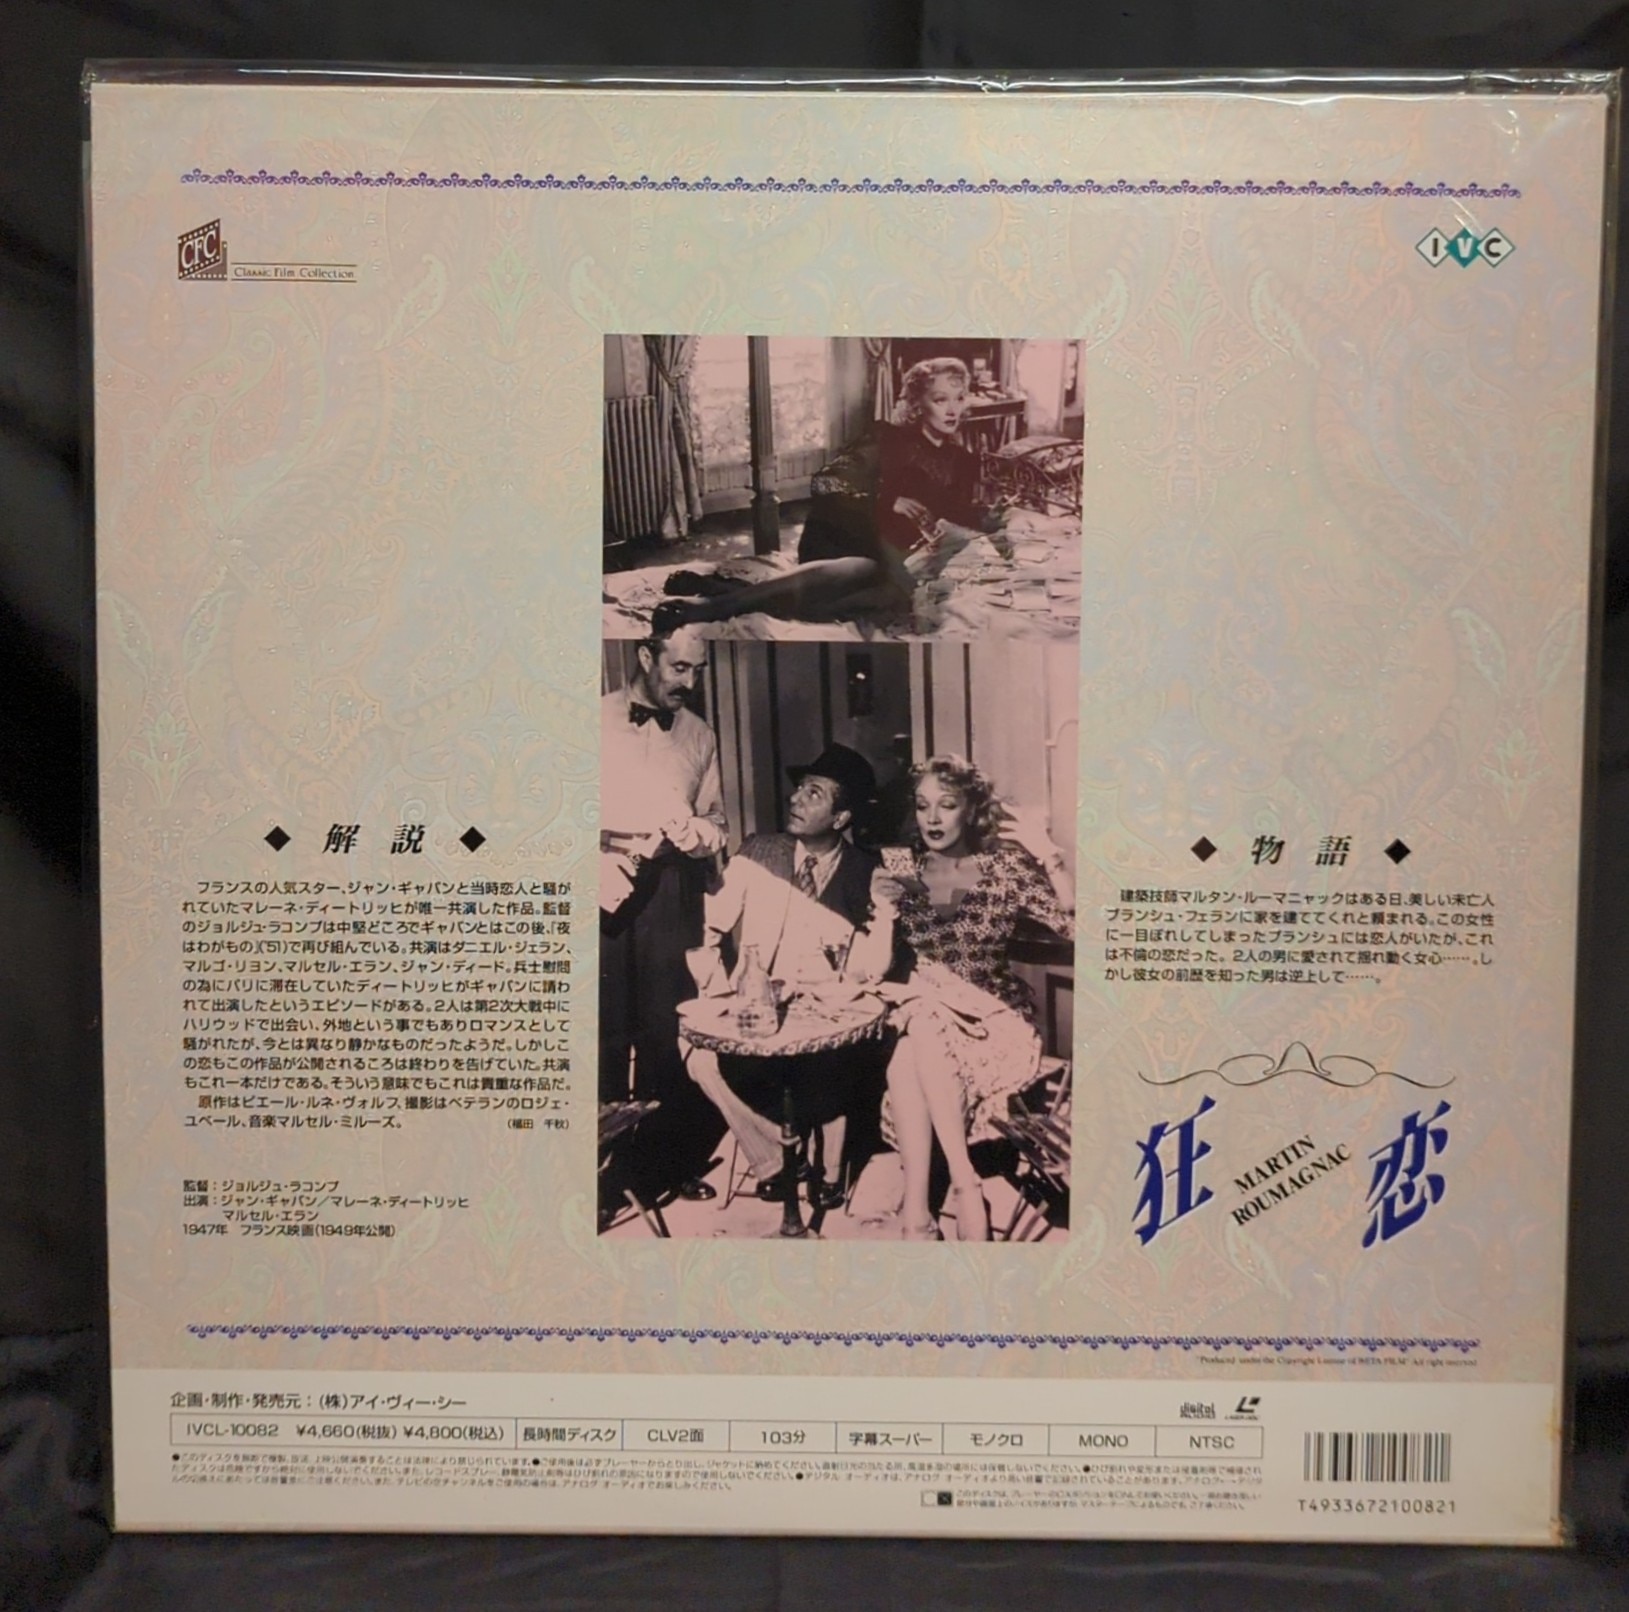 CFC
Classic Film Collection
IVC
◆ 解説 ◆
フランスの人気スター、ジャン・ギャバンと当時恋人と騒が
れていたマレーネ・ディートリッヒが唯一共演した作品。監督
のジョルジュ・ラコンブは中堅どころでギャバンとはこの後、「夜
はわがもの」('51)で再び組んでいる。共演はダニエル・ジェラン、
マルゴ・リヨン、マルセル・エラン、ジャン・ディード。兵士慰問
の為にパリに滞在していたディートリッヒがギャバンに請わ
れて出演したというエピソードがある。2人は第2次大戦中に
ハリウッドで出会い、外地という事でもありロマンスとして
騒がれたが、今とは異なり静かなものだったようだ。しかしこ
の恋もこの作品が公開されるころは終わりを告げていた。共演
もこれ一本だけである。そういう意味でもこれは貴重な作品だ。
原作はピエール・ルネ・ヴォルフ、撮影はベテランのロジェ・
ユベール、音楽マルセル・ミルーズ。 (福田 千秋)
監督：ジョルジュ・ラコンブ
出演：ジャン・ギャバン／マレーネ・ディートリッヒ
マルセル・エラン
1947年 フランス映画(1949年公開)
◆ 物語 ◆
建築技師マルタン・ルーマニャックはある日、美しい未亡人
ブランシュ・フェランに家を建ててくれと頼まれる。この女性
に一目ぼれしてしまったブランシュには恋人がいたが、これ
は不倫の恋だった。2人の男に愛されて揺れ動く女心……。し
かし彼女の前歴を知った男は逆上して……。
狂恋
MARTIN
ROUMAGNAC
"Produced under the Copyright License of BETA FILM" All right reserved
企画・制作・発売元：(株)アイ・ヴィー・シー
digital AUDIO
IVCL-10082 ¥4,660(税抜) ¥4,800(税込) 長時間ディスク CLV2面 103分 字幕スーパー モノクロ MONO NTSC
T4933672100821